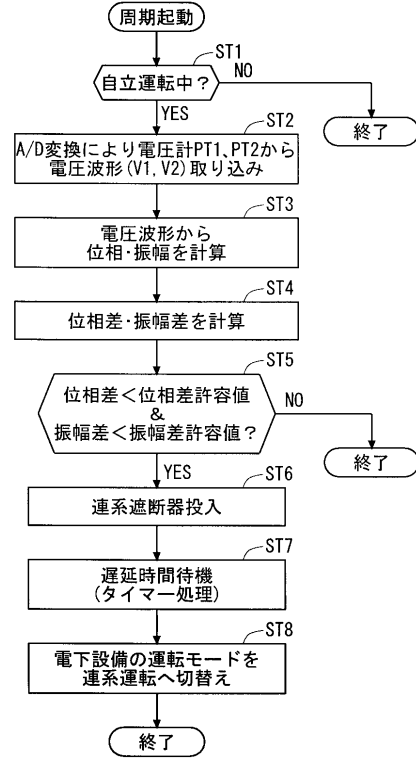 周期起動
ST1
自立運転中？
NO
YES
終了
ST2
A/D変換により電圧計PT1、PT2から
電圧波形(V1, V2)取り込み
ST3
電圧波形から
位相・振幅を計算
ST4
位相差・振幅差を計算
ST5
位相差＜位相差許容値
&
振幅差＜振幅差許容値？
NO
YES
終了
ST6
連系遮断器投入
ST7
遅延時間待機
(タイマー処理)
ST8
電下設備の運転モードを
連系運転へ切替え
終了